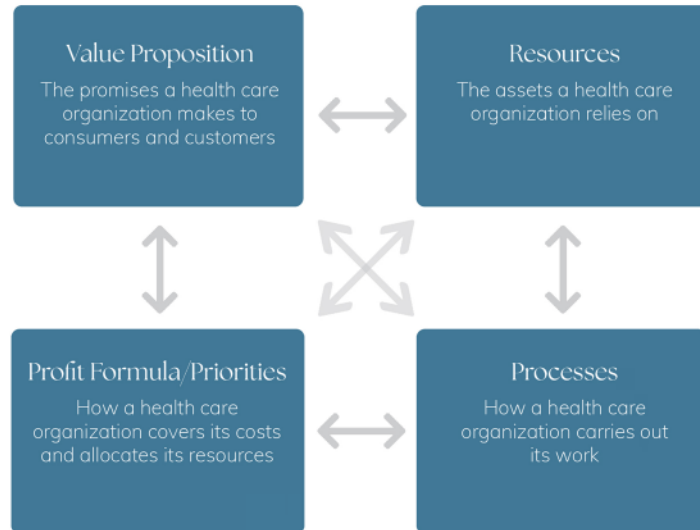 Value Proposition
The promises a health care
organization makes to
consumers and customers
Resources
The assets a health care
organization relies on
Profit Formula/Priorities
How a health care
organization covers its costs
and allocates its resources
Processes
How a health care
organization carries out
its work